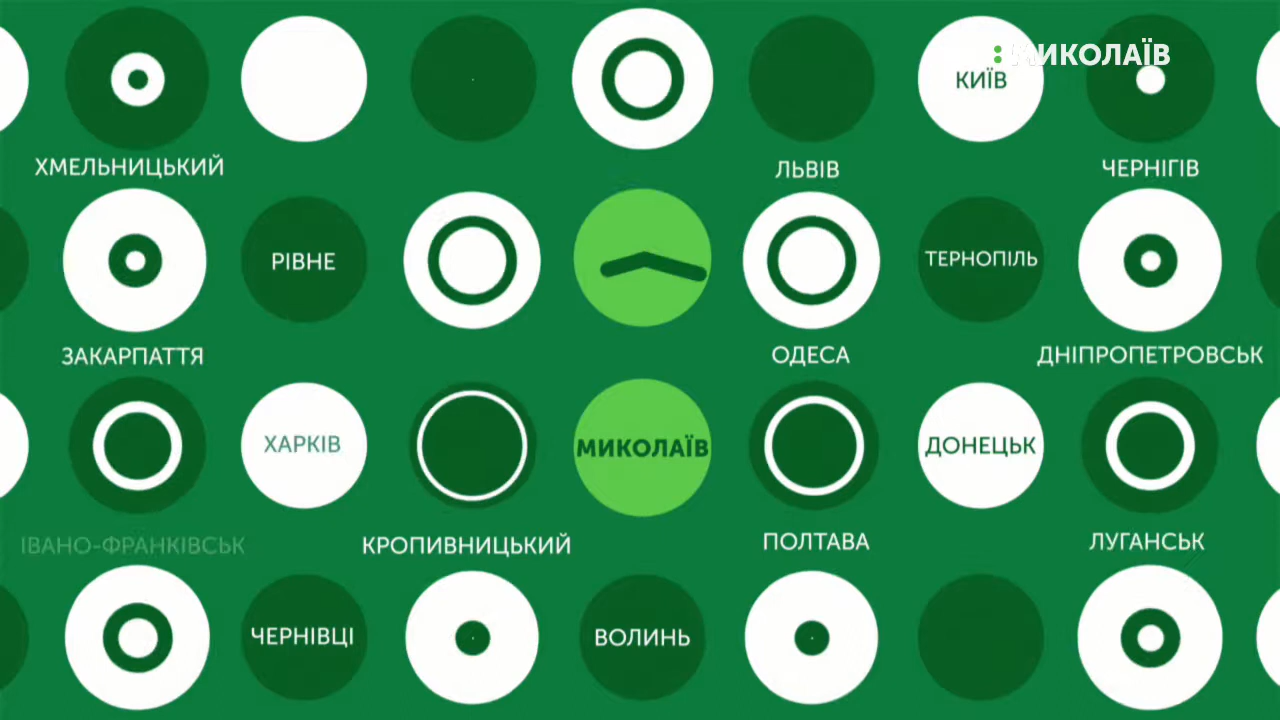 МИКОЛАЇВ
КИЇВ
ХМЕЛЬНИЦЬКИЙ
ЛЬВІВ
ЧЕРНІГІВ
РІВНЕ
ТЕРНОПІЛЬ
ЗАКАРПАТТЯ
ОДЕСА
ДНІПРОПЕТРОВСЬК
ХАРКІВ
МИКОЛАЇВ
ДОНЕЦЬК
ІВАНО-ФРАНКІВСЬК
КРОПИВНИЦЬКИЙ
ПОЛТАВА
ЛУГАНСЬК
ЧЕРНІВЦІ
ВОЛИНЬ